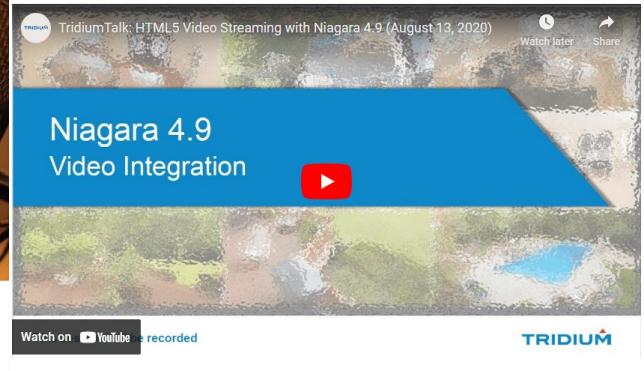 TRIDIUM
TridiumTalk: HTML5 Video Streaming with Niagara 4.9 (August 13, 2020)
Watch later
Share
Niagara 4.9
Video Integration
Watch on YouTube
recorded
TRIDIUM